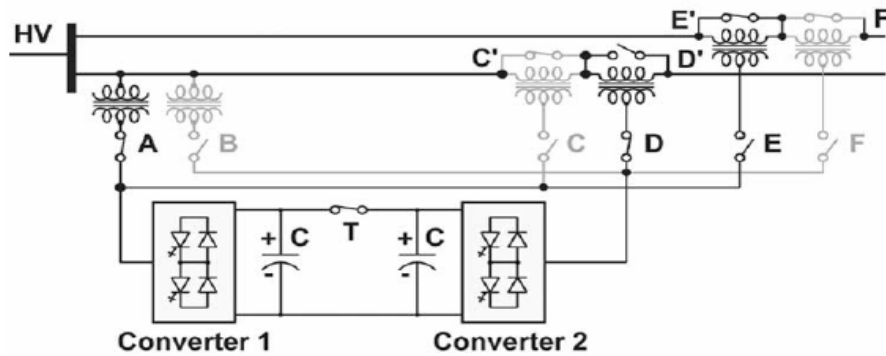 HV
E'
F
C'
D'
A
B
C
D
E
F
+ C
-
T
+ C
-
Converter 1
Converter 2